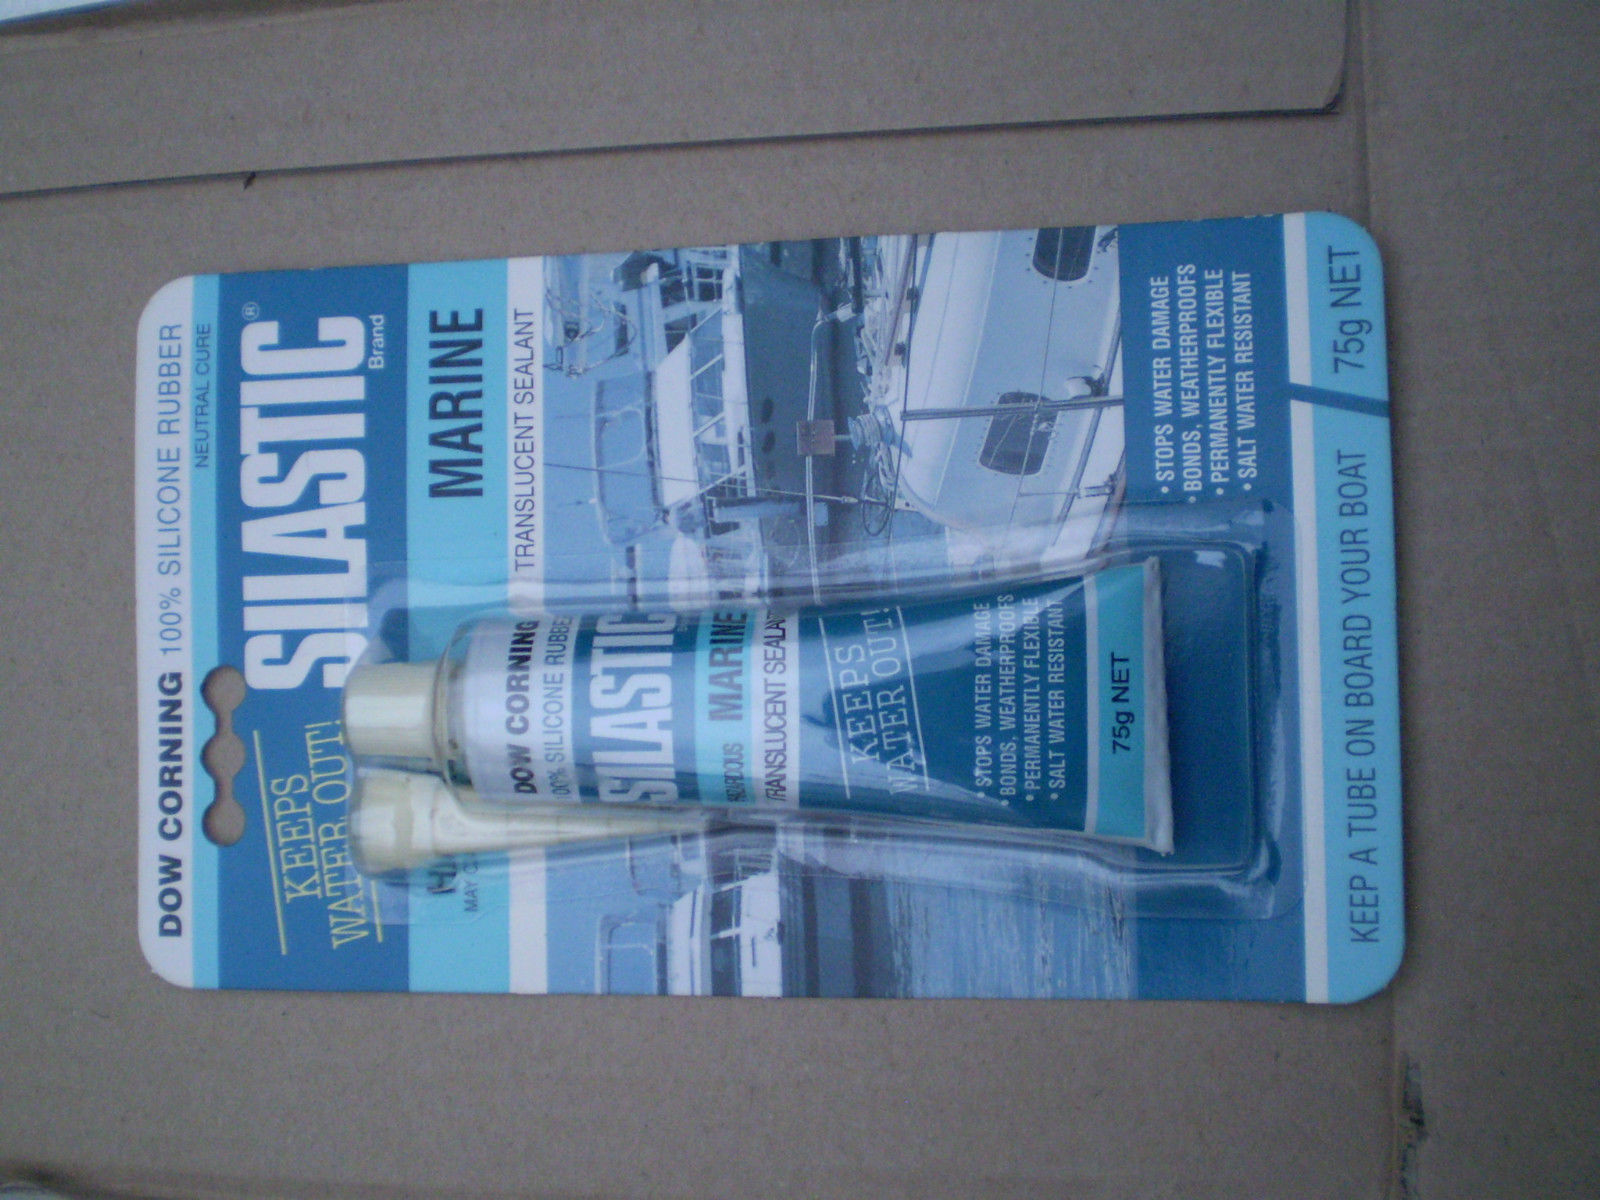 DOW CORNING 100% SILICONE RUBBER
NEUTRAL CURE
SILASTIC®
Brand
KEEPS
WATER OUT!
MARINE
MAY
TRANSLUCENT SEALANT
• STOPS WATER DAMAGE
• BONDS, WEATHERPROOFS
• PERMANENTLY FLEXIBLE
• SALT WATER RESISTANT
KEEP A TUBE ON BOARD YOUR BOAT 75g NET
DOW CORNING
100% SILICONE RUBBE
SILASTIC
MARINE
TRANSLUCENT SEALANT
KEEPS
WATER OUT!
• STOPS WATER DAMAGE
• BONDS, WEATHERPROOFS
• PERMANENTLY FLEXIBLE
• SALT WATER RESISTANT
75g NET